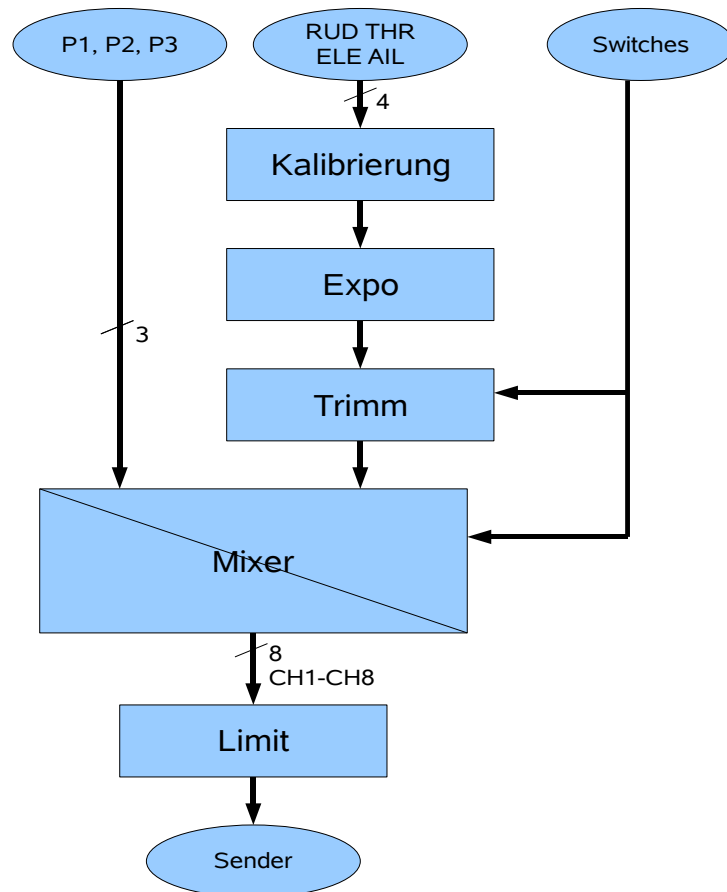 P1, P2, P3
RUD THR
ELE AIL
Switches
4
Kalibrierung
Expo
3
Trimm
Mixer
8
CH1-CH8
Limit
Sender